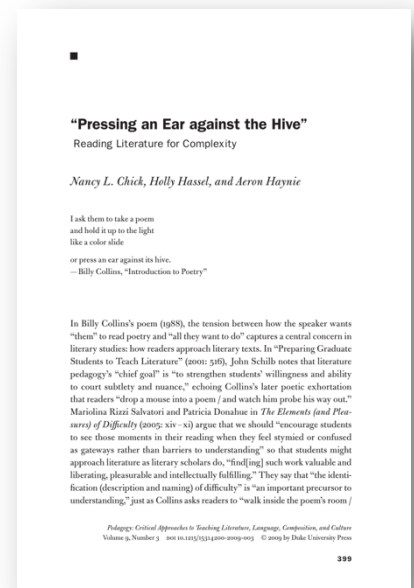 “Pressing an Ear against the Hive”
Reading Literature for Complexity
Nancy L. Chick, Holly Hassel, and Aeron Haynie
I ask them to take a poem
and hold it up to the light
like a color slide
or press an ear against its hive.
— Billy Collins, “Introduction to Poetry”
In Billy Collins’s poem (1988), the tension between how the speaker wants
“them” to read poetry and “all they want to do” captures a central concern in
literary studies: how readers approach literary texts. In “Preparing Graduate
Students to Teach Literature” (2001: 516), John Schilb notes that literature
pedagogy’s “chief goal” is “to strengthen students’ willingness and ability
to court subtlety and nuance,” echoing Collins’s later poetic exhortation
that readers “drop a mouse into a poem / and watch him probe his way out.”
Mariolina Rizzi Salvatori and Patricia Donahue in The Elements (and Plea-
sures) of Difficulty (2005: xiv – xi) argue that we should “encourage students
to see those moments in their reading when they feel stymied or confused
as gateways rather than barriers to understanding” so that students might
approach literature as literary scholars do, “find[ing] such work valuable and
liberating, pleasurable and intellectually fulfilling.” They say that “the identi-
fication (description and naming) of difficulty” is “an important precursor to
understanding,” just as Collins asks readers to “walk inside the poem’s room /
Pedagogy: Critical Approaches to Teaching Literature, Language, Composition, and Culture
Volume 9, Number 3 DOI 10.1215/15314200-2009-003 © 2009 by Duke University Press
399